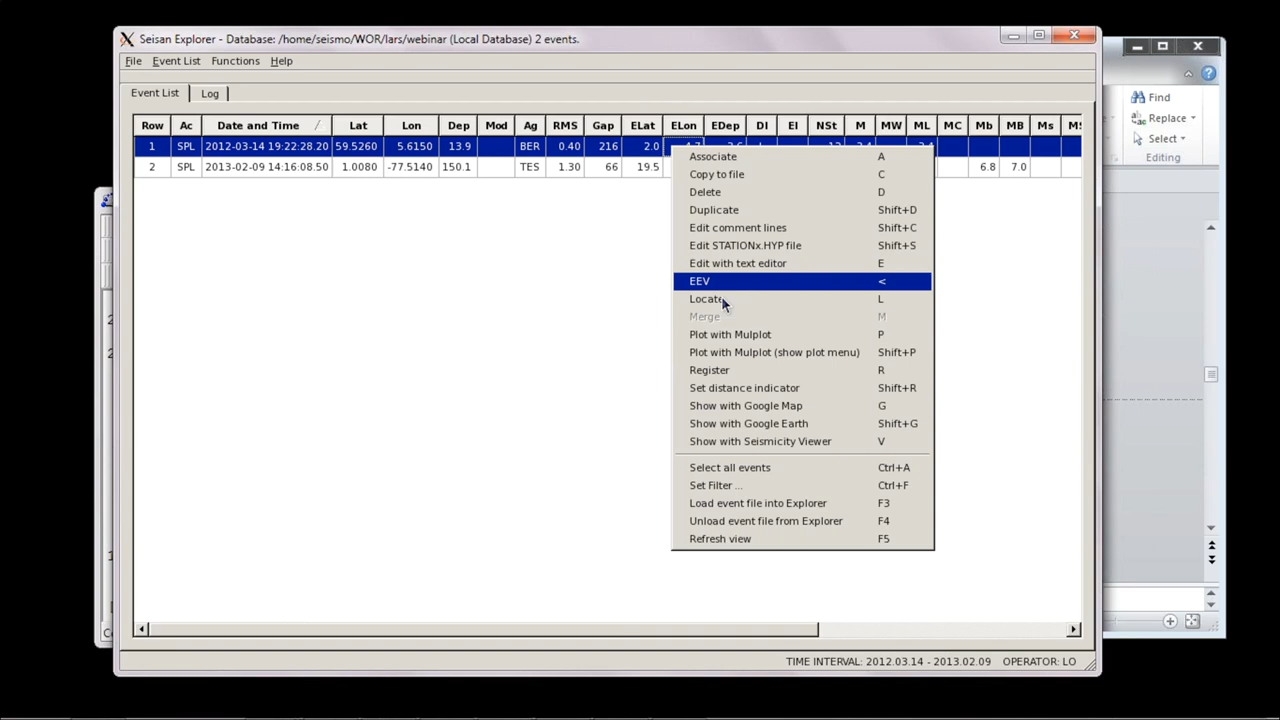 Seisan Explorer - Database: /home/seismo/WOR/lars/webinar (Local Database) 2 events.
File Event List Functions Help
Event List Log
Row Ac Date and Time Lat Lon Dep Mod Ag RMS Gap ELat ELon EDep DI EI NSt M MW ML MC Mb MB Ms
1 SPL 2012-03-14 19:22:28.20 59.5260 5.6150 13.9 BER 0.40 216 2.0
2 SPL 2013-02-09 14:16:08.50 1.0080 -77.5140 150.1 TES 1.30 66 19.5 6.8 7.0
Associate A
Copy to file C
Delete D
Duplicate Shift+D
Edit comment lines Shift+C
Edit STATIONx.HYP file Shift+S
Edit with text editor E
EEV <
Locate L
Merge M
Plot with Mulplot P
Plot with Mulplot (show plot menu) Shift+P
Register R
Set distance indicator Shift+R
Show with Google Map G
Show with Google Earth Shift+G
Show with Seismicity Viewer V
Select all events Ctrl+A
Set Filter ... Ctrl+F
Load event file into Explorer F3
Unload event file from Explorer F4
Refresh view F5
TIME INTERVAL: 2012.03.14 - 2013.02.09 OPERATOR: LO
Find
Replace
Select
Editing